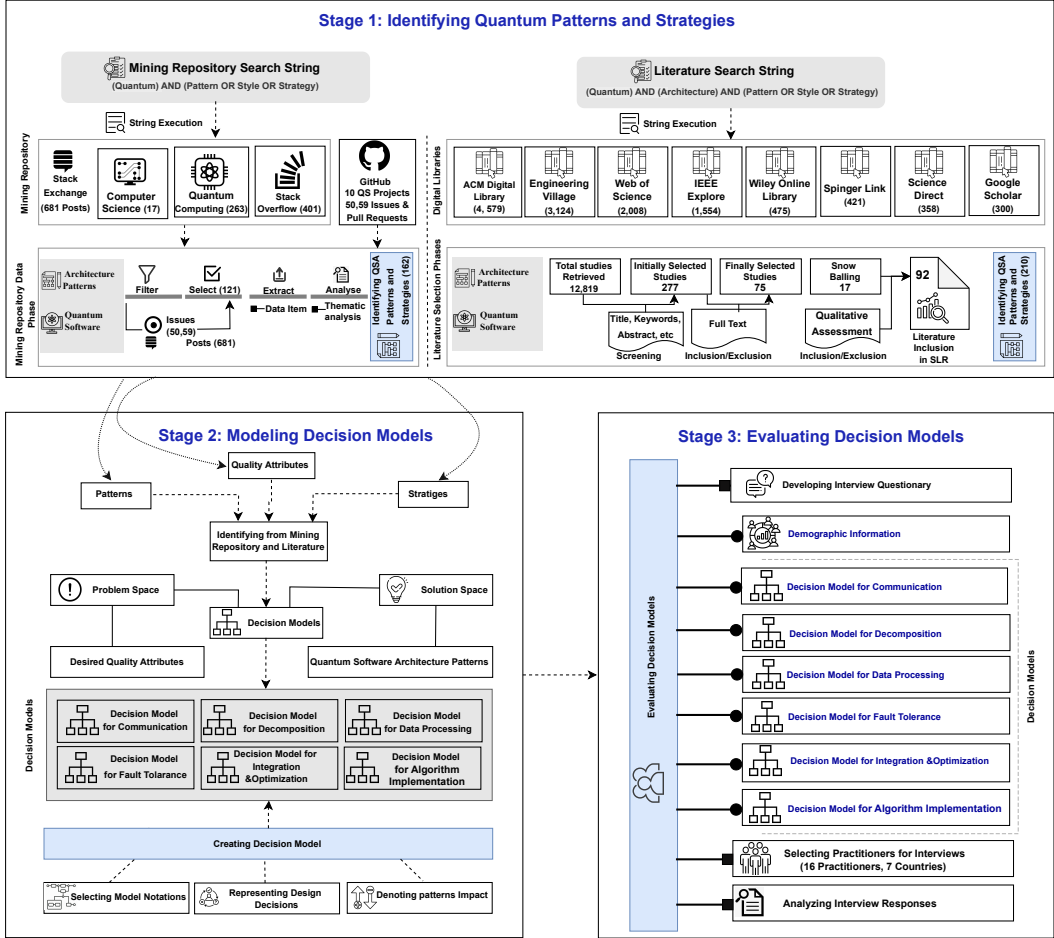 Stage 1: Identifying Quantum Patterns and Strategies
Mining Repository Search String
(Quantum) AND (Pattern OR Style OR Strategy)
String Execution
Literature Search String
(Quantum) AND (Architecture) AND (Pattern OR Style OR Strategy)
String Execution
Mining Repository
Stack
Exchange
(681 Posts)
Computer
Science (17)
Quantum
Computing (263)
Stack
Overflow (401)
GitHub
10 QS Projects
50,59 Issues &
Pull Requests
Digital Libraries
ACM Digital
Library
(4, 579)
Engineering
Village
(3,124)
Web of
Science
(2,008)
IEEE
Explore
(1,554)
Wiley Online
Library
(475)
Spinger Link
(421)
Science
Direct
(358)
Google
Scholar
(300)
Mining Repository Data
Phase
Architecture
Patterns
Quantum
Software
Filter
Select (121)
Extract
Analyse
Data Item
Thematic
analysis
Issues
(50,59)
Posts (681)
Identifying QSA
Patterns and
Strategies (162)
Literature Selection Phases
Architecture
Patterns
Quantum
Software
Total studies
Retrieved
12,819
Initially Selected
Studies
277
Finally Selected
Studies
75
Snow
Balling
17
Title, Keywords,
Abstract, etc
Screening
Full Text
Inclusion/Exclusion
Qualitative
Assessment
Inclusion/Exclusion
92
Literature
Inclusion
in SLR
Identifying QSA
Patterns and
Strategies (210)
Stage 2: Modeling Decision Models
Quality Attributes
Patterns
Stratiges
Identifying from Mining
Repository and Literature
Problem Space
Solution Space
Decision Models
Desired Quality Attributes
Quantum Software Architecture Patterns
Decision Models
Decision Model
for Communication
Decision Model
for Decomposition
Decision Model
for Data Processing
Decision Model
for Fault Tolarance
Decision Model for
Integration
&Optimization
Decision Model
for Algorithm
Implementation
Creating Decision Model
Selecting Model Notations
Representing Design
Decisions
Denoting patterns Impact
Stage 3: Evaluating Decision Models
Evaluating Decision Models
Developing Interview Questionary
Demographic Information
Decision Model for Communication
Decision Model for Decomposition
Decision Model for Data Processing
Decision Model for Fault Tolerance
Decision Model for Integration &Optimization
Decision Model for Algorithm Implementation
Decision Models
Selecting Practitioners for Interviews
(16 Practitioners, 7 Countries)
Analyzing Interview Responses